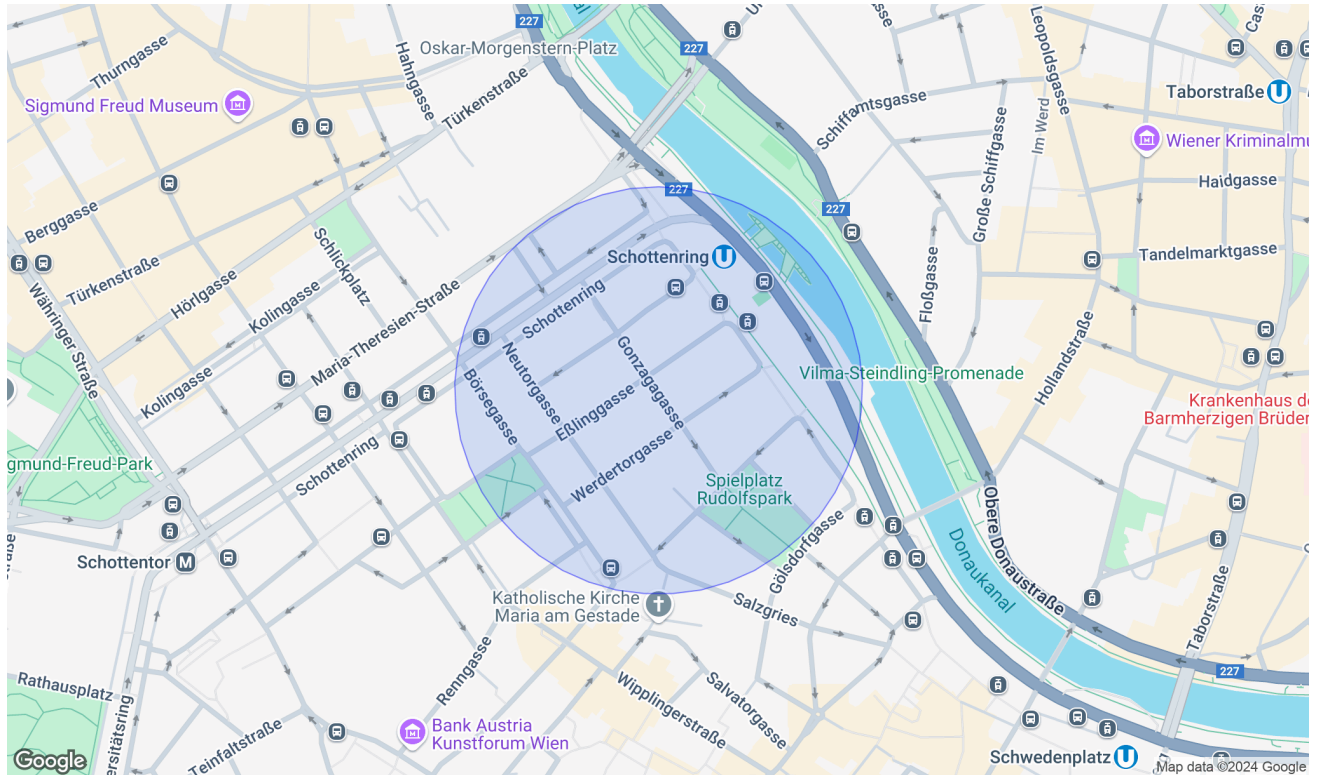 227
Oskar-Morgenstern-Platz
227
Hahngasse
Thurngasse
Leopoldsgasse
Sigmund Freud Museum
Türkenstraße
Schiffamtsgasse
Taborstraße
U
Im Werd
Wiener Kriminalmu
Große Schiffgasse
Haidgasse
227
227
Berggasse
Schlickplatz
Tandelmarktgasse
Schottenring
U
Türkenstraße
Hörlgasse
Floßgasse
Kolingasse
Maria-Theresien-Straße
Schottenring
Währinger Straße
Hollandstraße
Neutorgasse
Gonzagagasse
Vilma-Steindling-Promenade
Kolingasse
Börsegasse
Eßlinggasse
Krankenhaus de
Barmherzigen Brüder
Schottenring
Werdertorgasse
gmund-Freud-Park
Spielplatz
Rudolfspark
Obere Donaustraße
Gölsdorfgasse
Donaukanal
Schottentor
M
Katholische Kirche
Maria am Gestade
Salzgries
Taborstraße
Renngasse
227
Rathausplatz
Wipplingerstraße
Salvatorgasse
ersitätsring
Teinfaltstraße
Bank Austria
Kunstforum Wien
Schwedenplatz
U
Google
Map data ©2024 Google